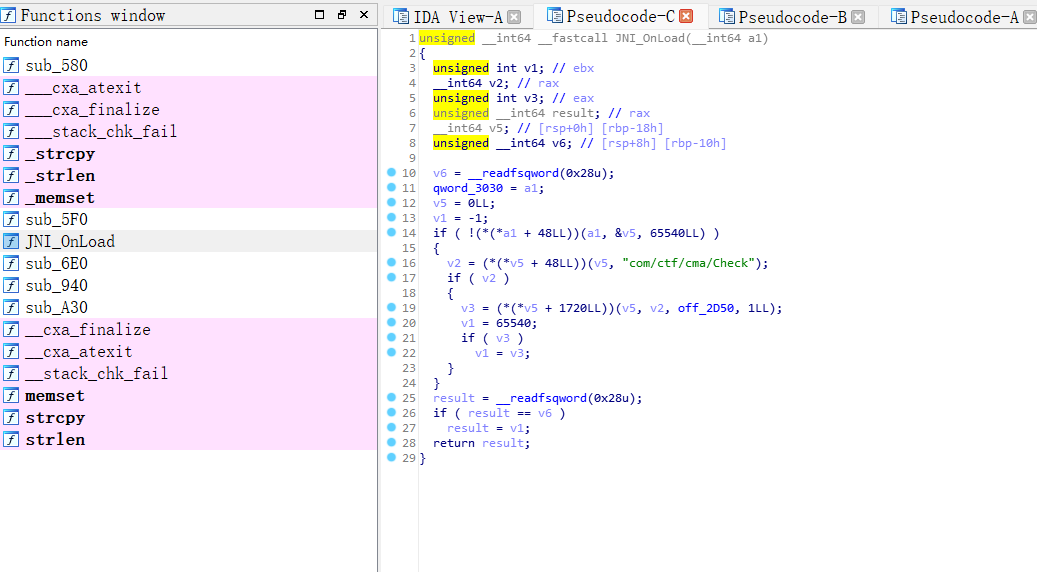 Functions window
Function name
sub_580
___cxa_atexit
___cxa_finalize
___stack_chk_fail
_strcpy
_strlen
_memset
sub_5F0
JNI_OnLoad
sub_6E0
sub_940
sub_A30
__cxa_finalize
__cxa_atexit
__stack_chk_fail
memset
strcpy
strlen
IDA View-A Pseudocode-C Pseudocode-B Pseudocode-A
1 unsigned __int64 __fastcall JNI_OnLoad(__int64 a1)
2 {
3 unsigned int v1; // ebx
4 __int64 v2; // rax
5 unsigned int v3; // eax
6 unsigned __int64 result; // rax
7 __int64 v5; // [rsp+0h] [rbp-18h]
8 unsigned __int64 v6; // [rsp+8h] [rbp-10h]
9
10 v6 = __readfsqword(0x28u);
11 qword_3030 = a1;
12 v5 = 0LL;
13 v1 = -1;
14 if ( !(*(*a1 + 48LL))(a1, &v5, 65540LL) )
15 {
16 v2 = (*(*v5 + 48LL))(v5, "com/ctf/cma/Check");
17 if ( v2 )
18 {
19 v3 = (*(*v5 + 1720LL))(v5, v2, off_2D50, 1LL);
20 v1 = 65540;
21 if ( v3 )
22 v1 = v3;
23 }
24 }
25 result = __readfsqword(0x28u);
26 if ( result == v6 )
27 result = v1;
28 return result;
29 }